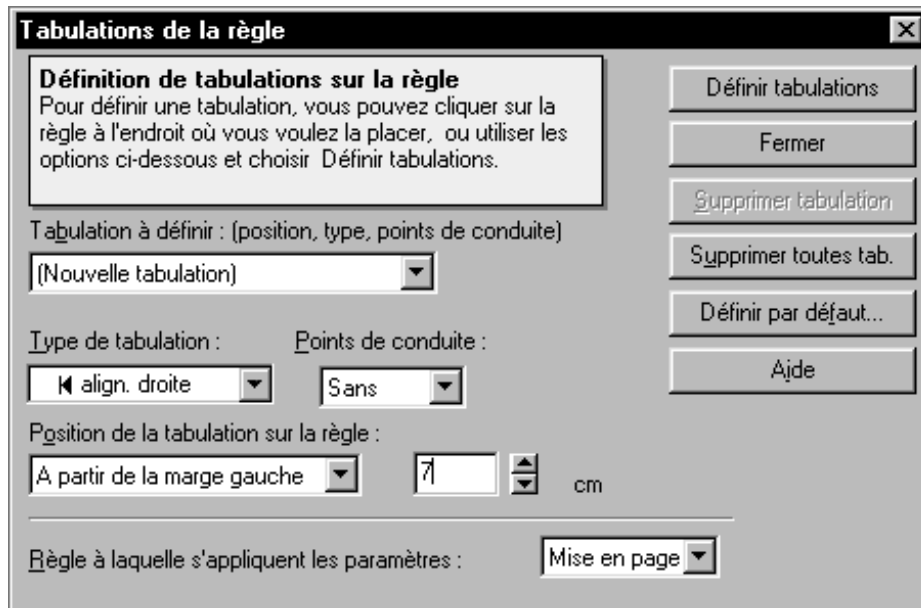 Tabulations de la règle
Définition de tabulations sur la règle
Pour définir une tabulation, vous pouvez cliquer sur la
règle à l'endroit où vous voulez la placer, ou utiliser les
options ci-dessous et choisir Définir tabulations.
Définir tabulations
Fermer
Supprimer tabulation
Supprimer toutes tab.
Définir par défaut...
Aide
Tabulation à définir : (position, type, points de conduite)
(Nouvelle tabulation)
Type de tabulation : Points de conduite :
align. droite Sans
Position de la tabulation sur la règle :
A partir de la marge gauche 7 cm
Règle à laquelle s'appliquent les paramètres : Mise en page